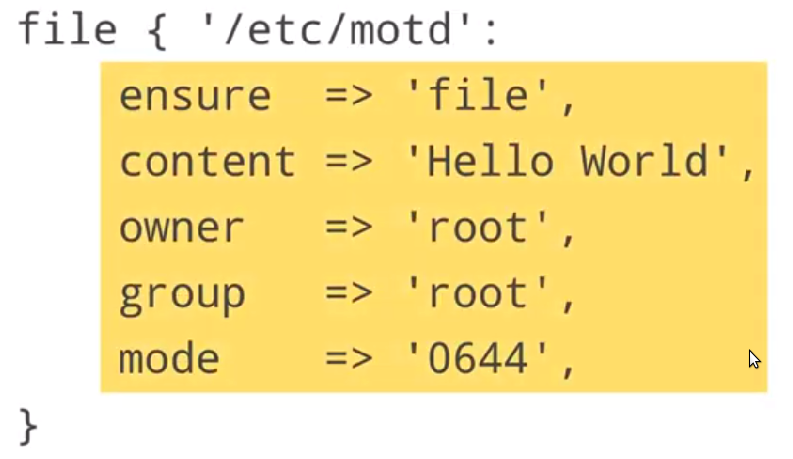 file { '/etc/motd':
ensure => 'file',
content => 'Hello World',
owner => 'root',
group => 'root',
mode => '0644',
}